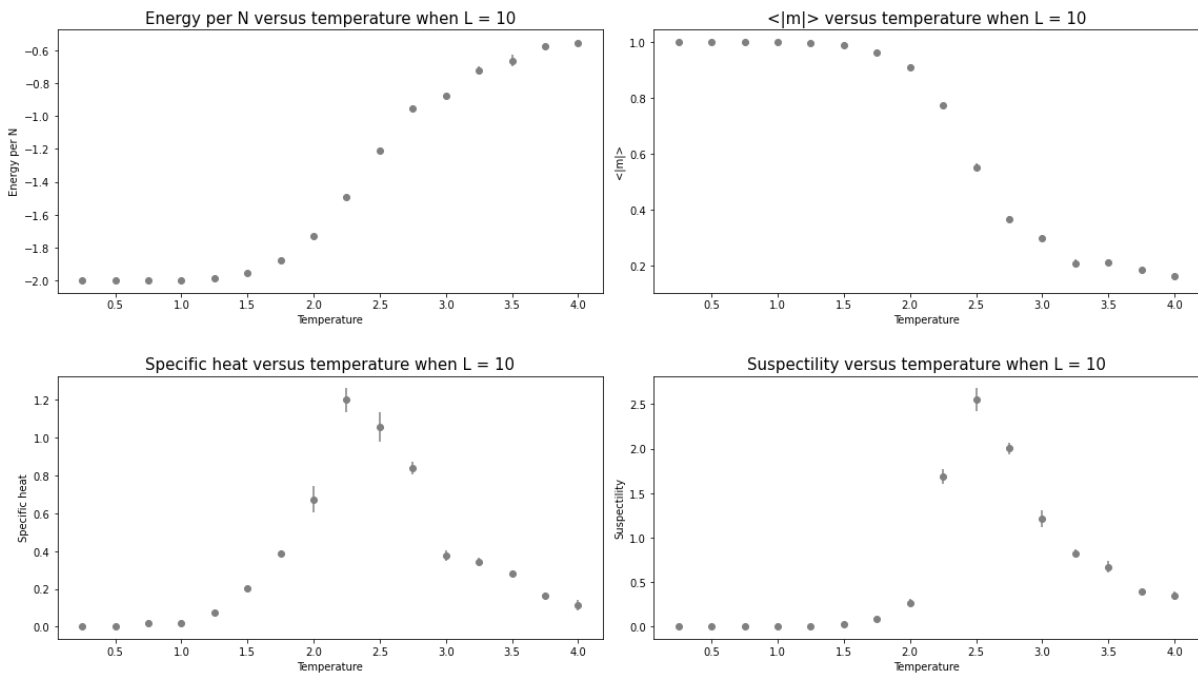 Energy per N versus temperature when L = 10
Energy per N
−0.6
−0.8
−1.0
−1.2
−1.4
−1.6
−1.8
−2.0
0.5 1.0 1.5 2.0 2.5 3.0 3.5 4.0
Temperature
<|m|> versus temperature when L = 10
<|m|>
1.0
0.8
0.6
0.4
0.2
0.5 1.0 1.5 2.0 2.5 3.0 3.5 4.0
Temperature
Specific heat versus temperature when L = 10
Specific heat
1.2
1.0
0.8
0.6
0.4
0.2
0.0
0.5 1.0 1.5 2.0 2.5 3.0 3.5 4.0
Temperature
Suspectility versus temperature when L = 10
Suspectility
2.5
2.0
1.5
1.0
0.5
0.0
0.5 1.0 1.5 2.0 2.5 3.0 3.5 4.0
Temperature